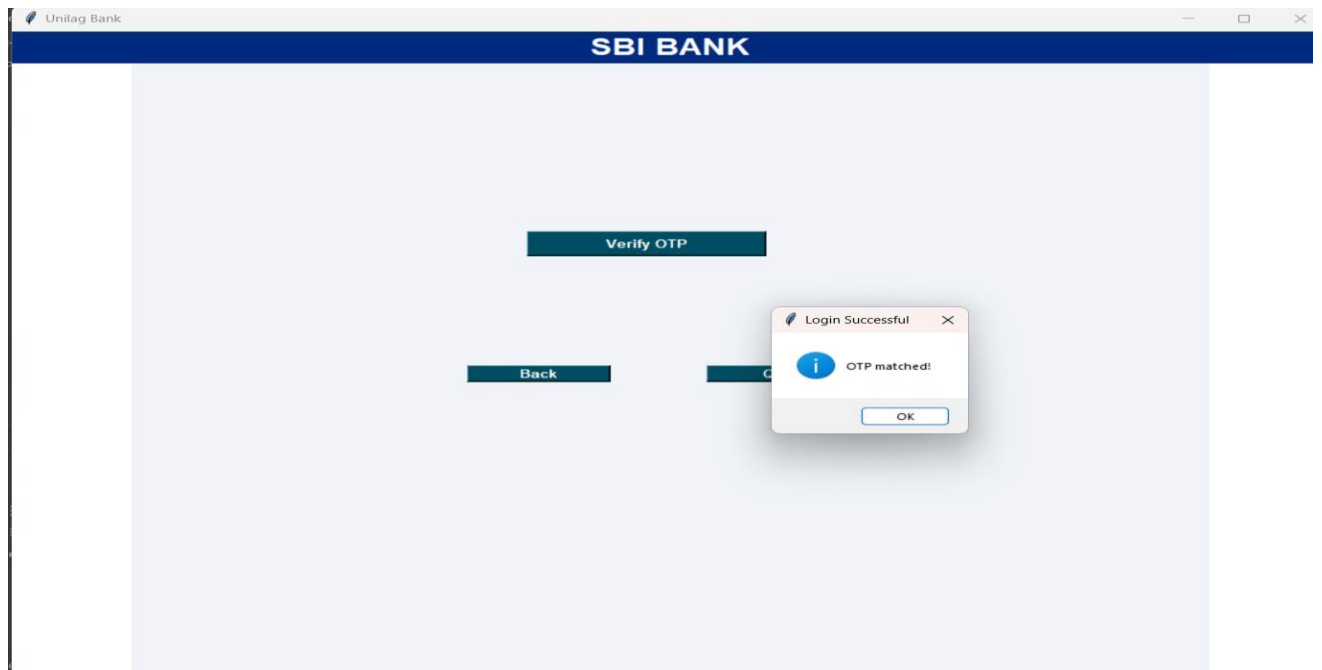 Unilag Bank
SBI BANK
Verify OTP
Login Successful
OTP matched!
Back
OK